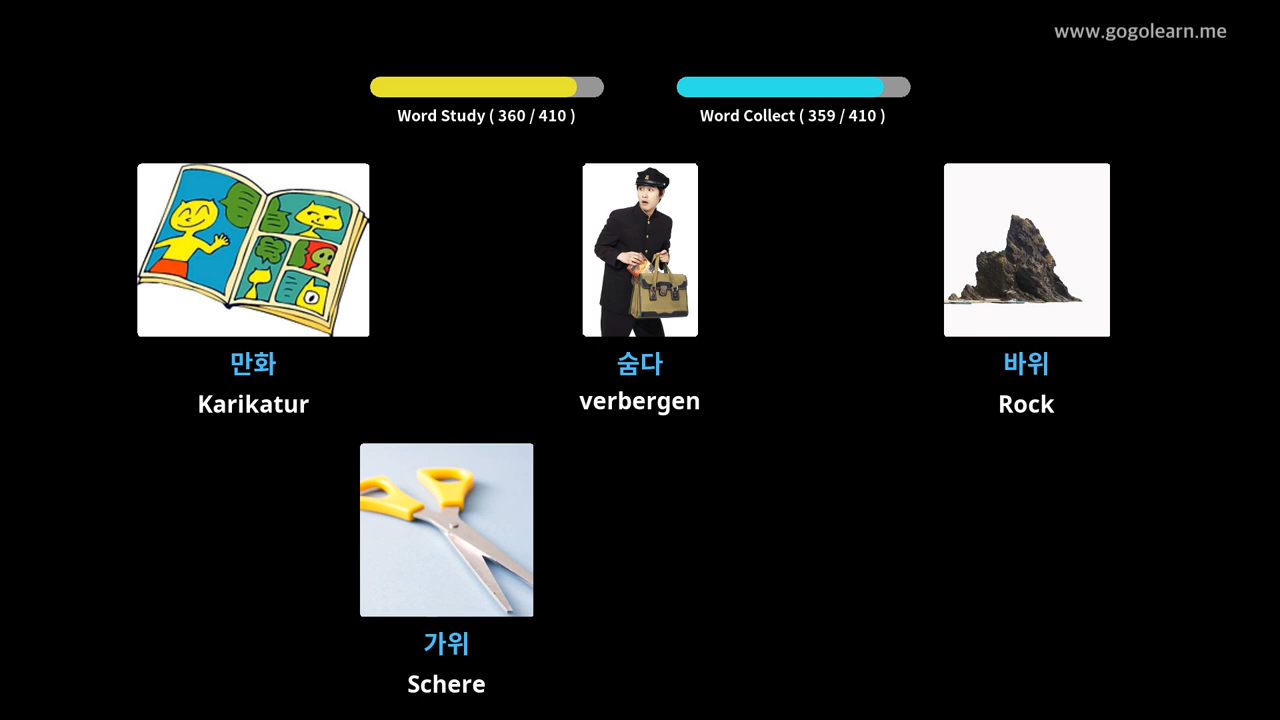 www.gogolearn.me
Word Study ( 360 / 410 )
Word Collect ( 359 / 410 )
만화
Karikatur
숨다
verbergen
바위
Rock
가위
Schere